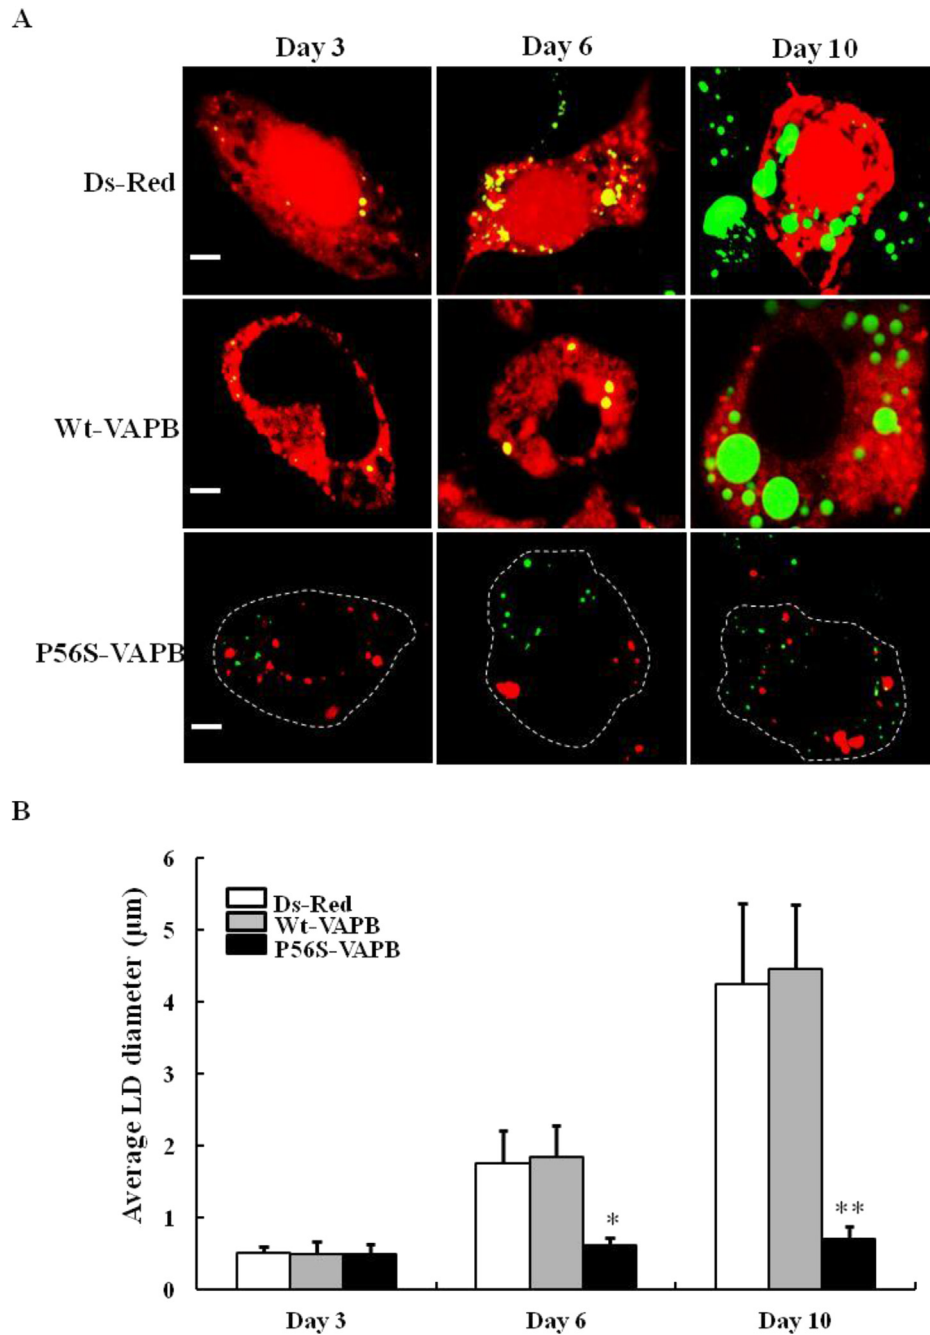 A
Day 3 Day 6 Day 10
Ds-Red
Wt-VAPB
P56S-VAPB
B
Average LD diameter (μm)
6
5
4
3
2
1
0
Ds-Red
Wt-VAPB
P56S-VAPB
*
**
Day 3 Day 6 Day 10